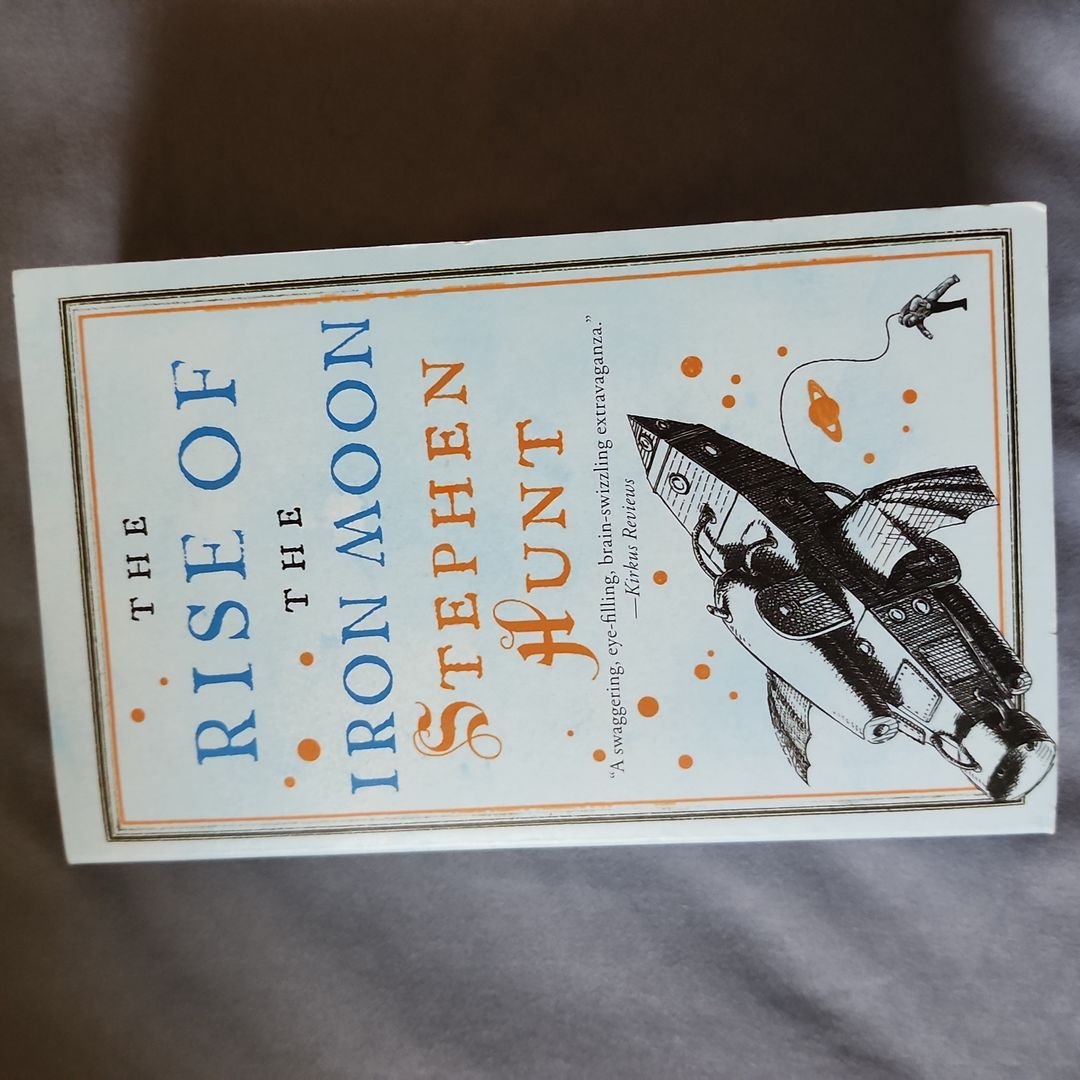 THE
RISE OF
THE
IRON MOON
STEPHEN
HUNT
“A swaggering, eye-filling, brain-swizzling extravaganza.”
—Kirkus Reviews